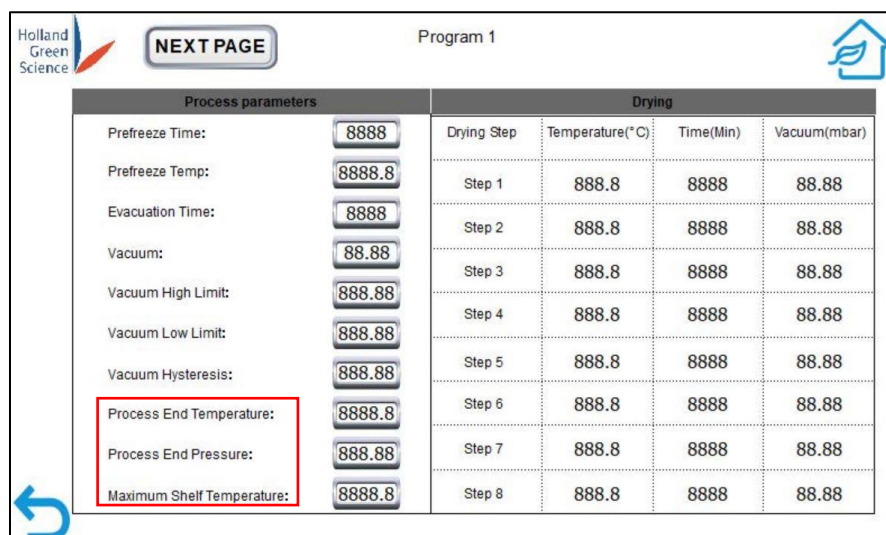 Holland
Green
Science
NEXT PAGE
Program 1
Process parameters
Prefreeze Time: 8888
Prefreeze Temp: 8888.8
Evacuation Time: 8888
Vacuum: 88.88
Vacuum High Limit: 888.88
Vacuum Low Limit: 888.88
Vacuum Hysteresis: 888.88
Process End Temperature: 8888.8
Process End Pressure: 888.88
Maximum Shelf Temperature: 8888.8
Drying
Drying Step Temperature(°C) Time(Min) Vacuum(mbar)
Step 1 888.8 8888 88.88
Step 2 888.8 8888 88.88
Step 3 888.8 8888 88.88
Step 4 888.8 8888 88.88
Step 5 888.8 8888 88.88
Step 6 888.8 8888 88.88
Step 7 888.8 8888 88.88
Step 8 888.8 8888 88.88